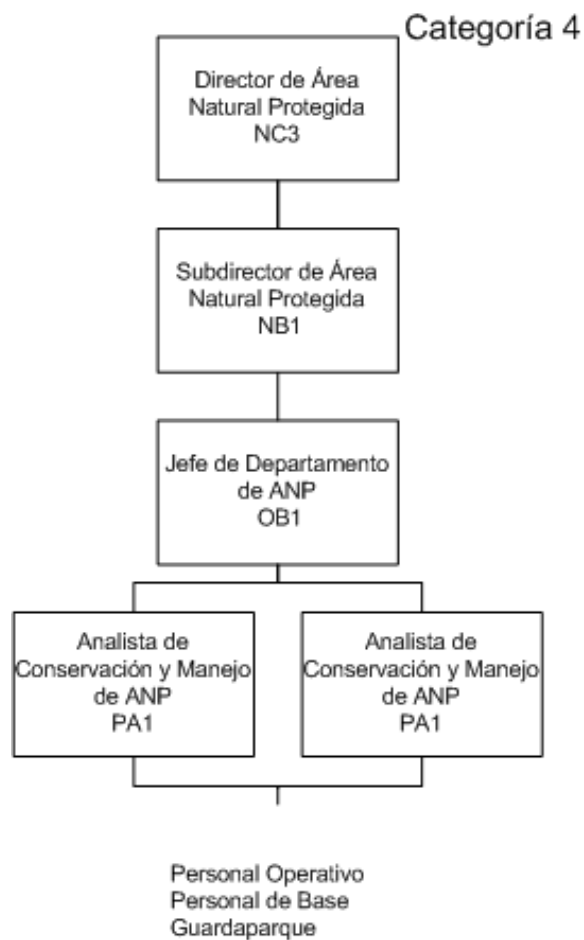 Categoría 4
Director de Área
Natural Protegida
NC3
Subdirector de Área
Natural Protegida
NB1
Jefe de Departamento
de ANP
OB1
Analista de
Conservación y Manejo
de ANP
PA1
Analista de
Conservación y Manejo
de ANP
PA1
Personal Operativo
Personal de Base
Guardaparque